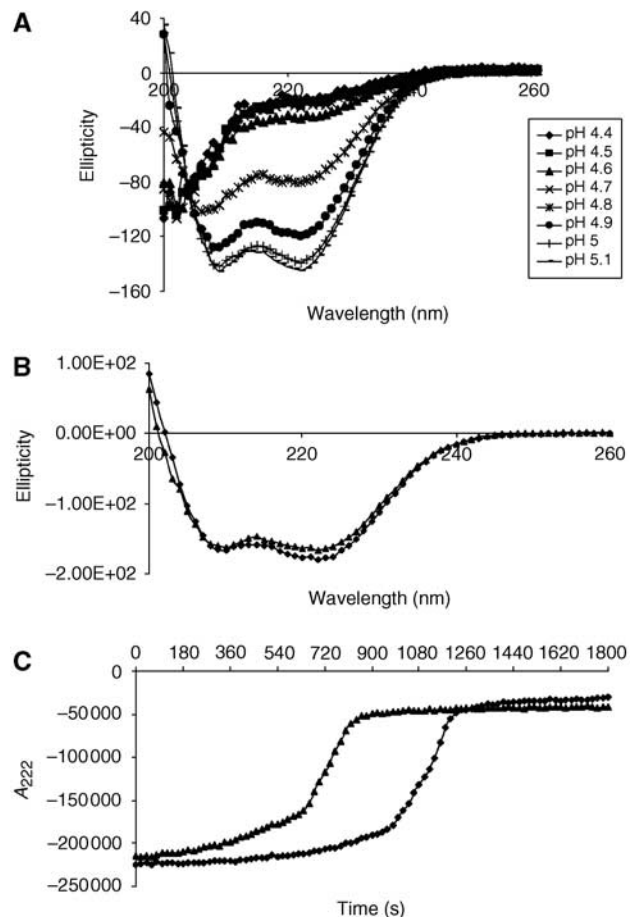 A
40
0
−40
−80
−120
−160
200
220
240
260
Ellipticity
Wavelength (nm)
pH 4.4
pH 4.5
pH 4.6
pH 4.7
pH 4.8
pH 4.9
pH 5
pH 5.1
B
1.00E+02
0.00E+00
−1.00E+02
−2.00E+02
200
220
240
260
Ellipticity
Wavelength (nm)
C
0 180 360 540 720 900 1080 1260 1440 1620 1800
0
−50000
−100000
−150000
−200000
−250000
A222
Time (s)